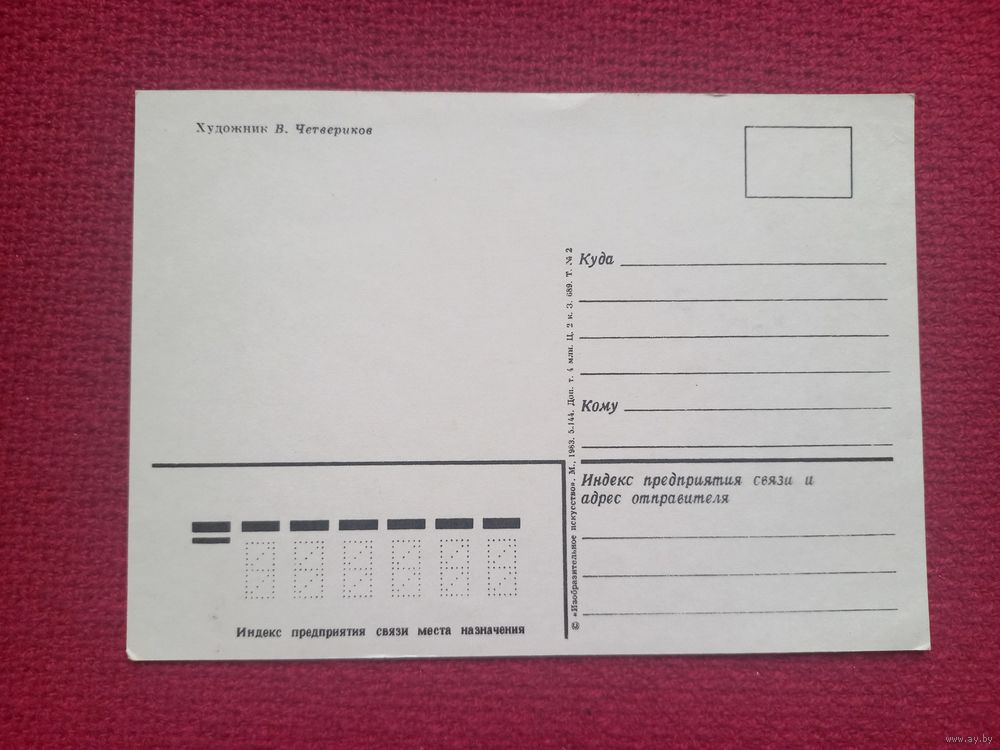 Художник В. Четвериков
Куда
Кому
© «Изобразительное искусство». М., 1983. 5-144. Доп. т. 4 млн. Ц. 2 к. З. 689. Т. № 2
Индекс предприятия связи и
адрес отправителя
Индекс предприятия связи места назначения
www.ay.by